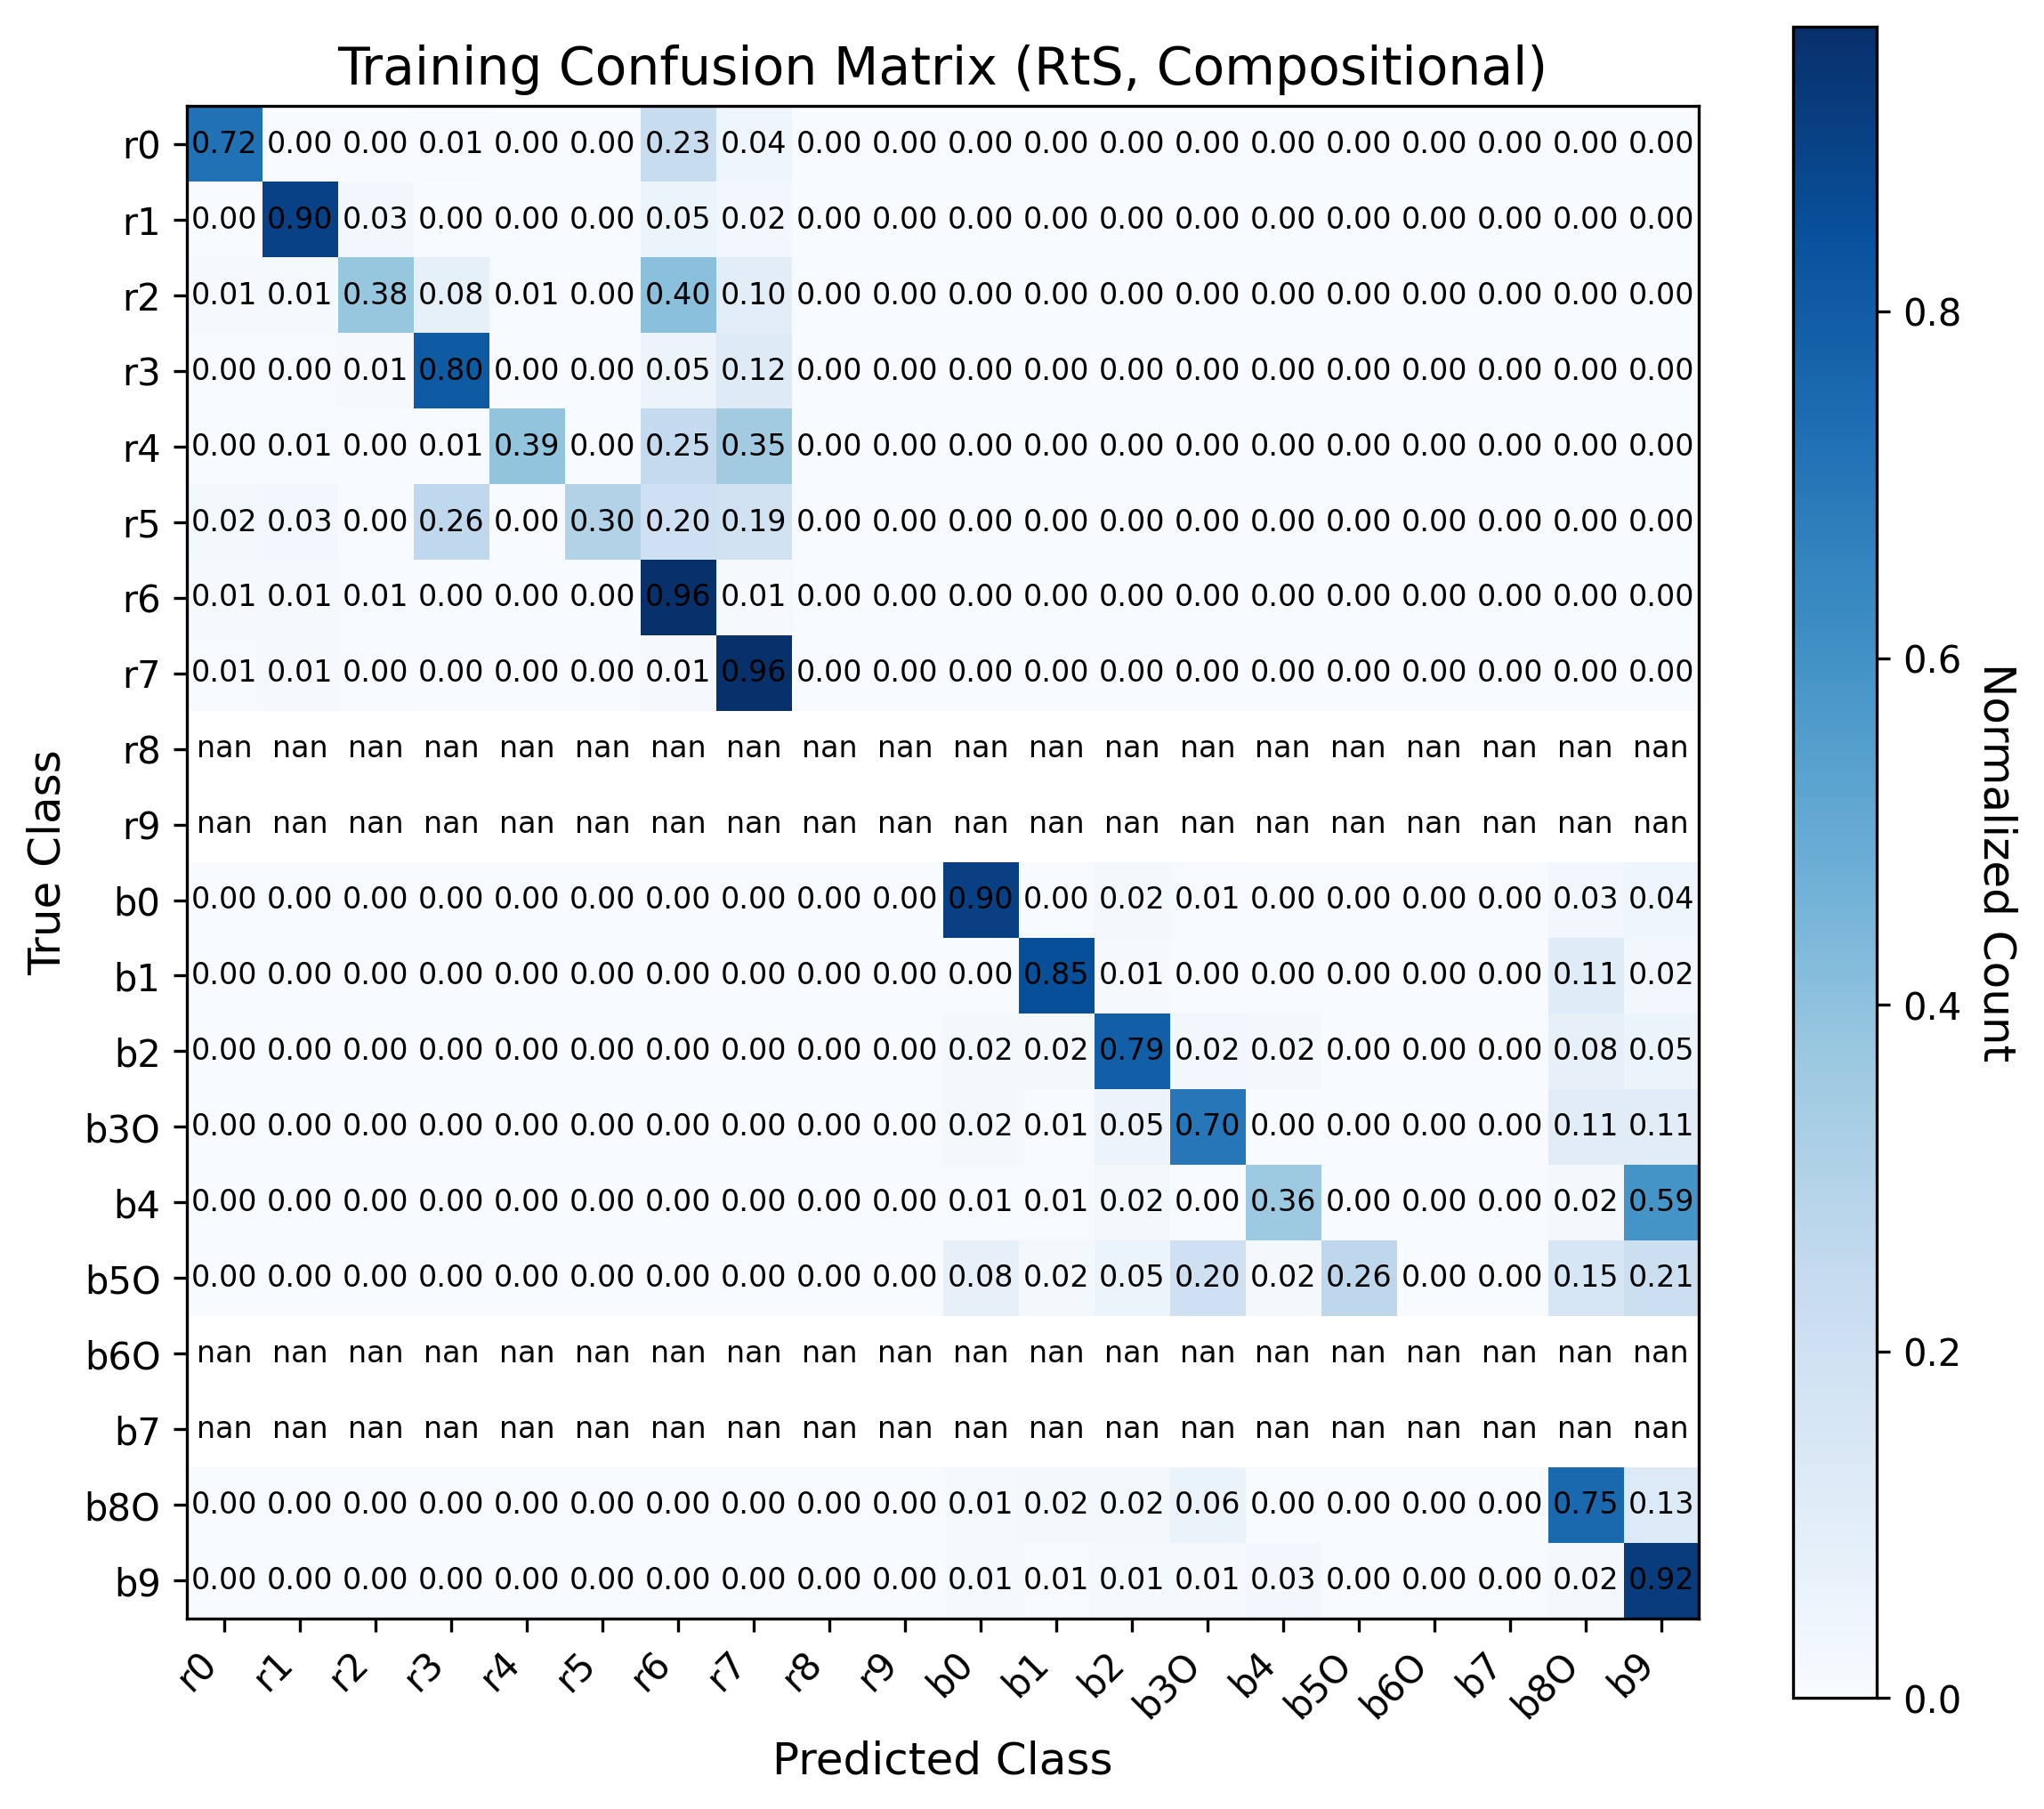 Training Confusion Matrix (RtS, Compositional)
r0 0.72 0.00 0.00 0.01 0.00 0.00 0.23 0.04 0.00 0.00 0.00 0.00 0.00 0.00 0.00 0.00 0.00 0.00 0.00 0.00
r1 0.00 0.90 0.03 0.00 0.00 0.00 0.05 0.02 0.00 0.00 0.00 0.00 0.00 0.00 0.00 0.00 0.00 0.00 0.00 0.00
r2 0.01 0.01 0.38 0.08 0.01 0.00 0.40 0.10 0.00 0.00 0.00 0.00 0.00 0.00 0.00 0.00 0.00 0.00 0.00 0.00
r3 0.00 0.00 0.01 0.80 0.00 0.00 0.05 0.12 0.00 0.00 0.00 0.00 0.00 0.00 0.00 0.00 0.00 0.00 0.00 0.00
r4 0.00 0.01 0.00 0.01 0.39 0.00 0.25 0.35 0.00 0.00 0.00 0.00 0.00 0.00 0.00 0.00 0.00 0.00 0.00 0.00
r5 0.02 0.03 0.00 0.26 0.00 0.30 0.20 0.19 0.00 0.00 0.00 0.00 0.00 0.00 0.00 0.00 0.00 0.00 0.00 0.00
r6 0.01 0.01 0.01 0.00 0.00 0.00 0.96 0.01 0.00 0.00 0.00 0.00 0.00 0.00 0.00 0.00 0.00 0.00 0.00 0.00
r7 0.01 0.01 0.00 0.00 0.00 0.00 0.01 0.96 0.00 0.00 0.00 0.00 0.00 0.00 0.00 0.00 0.00 0.00 0.00 0.00
r8 nan nan nan nan nan nan nan nan nan nan nan nan nan nan nan nan nan nan nan nan
r9 nan nan nan nan nan nan nan nan nan nan nan nan nan nan nan nan nan nan nan nan
b0 0.00 0.00 0.00 0.00 0.00 0.00 0.00 0.00 0.00 0.00 0.90 0.00 0.02 0.01 0.00 0.00 0.00 0.00 0.03 0.04
b1 0.00 0.00 0.00 0.00 0.00 0.00 0.00 0.00 0.00 0.00 0.00 0.85 0.01 0.00 0.00 0.00 0.00 0.00 0.11 0.02
b2 0.00 0.00 0.00 0.00 0.00 0.00 0.00 0.00 0.00 0.00 0.02 0.02 0.79 0.02 0.02 0.00 0.00 0.00 0.08 0.05
b3O 0.00 0.00 0.00 0.00 0.00 0.00 0.00 0.00 0.00 0.00 0.02 0.01 0.05 0.70 0.00 0.00 0.00 0.00 0.11 0.11
b4 0.00 0.00 0.00 0.00 0.00 0.00 0.00 0.00 0.00 0.00 0.01 0.01 0.02 0.00 0.36 0.00 0.00 0.00 0.02 0.59
b5O 0.00 0.00 0.00 0.00 0.00 0.00 0.00 0.00 0.00 0.00 0.08 0.02 0.05 0.20 0.02 0.26 0.00 0.00 0.15 0.21
b6O nan nan nan nan nan nan nan nan nan nan nan nan nan nan nan nan nan nan nan nan
b7 nan nan nan nan nan nan nan nan nan nan nan nan nan nan nan nan nan nan nan nan
b8O 0.00 0.00 0.00 0.00 0.00 0.00 0.00 0.00 0.00 0.00 0.01 0.02 0.02 0.06 0.00 0.00 0.00 0.00 0.75 0.13
b9 0.00 0.00 0.00 0.00 0.00 0.00 0.00 0.00 0.00 0.00 0.01 0.01 0.01 0.01 0.03 0.00 0.00 0.00 0.02 0.92
r0 r1 r2 r3 r4 r5 r6 r7 r8 r9 b0 b1 b2 b3O b4 b5O b6O b7 b8O b9
Predicted Class
True Class
0.8
0.6
0.4
0.2
0.0
Normalized Count